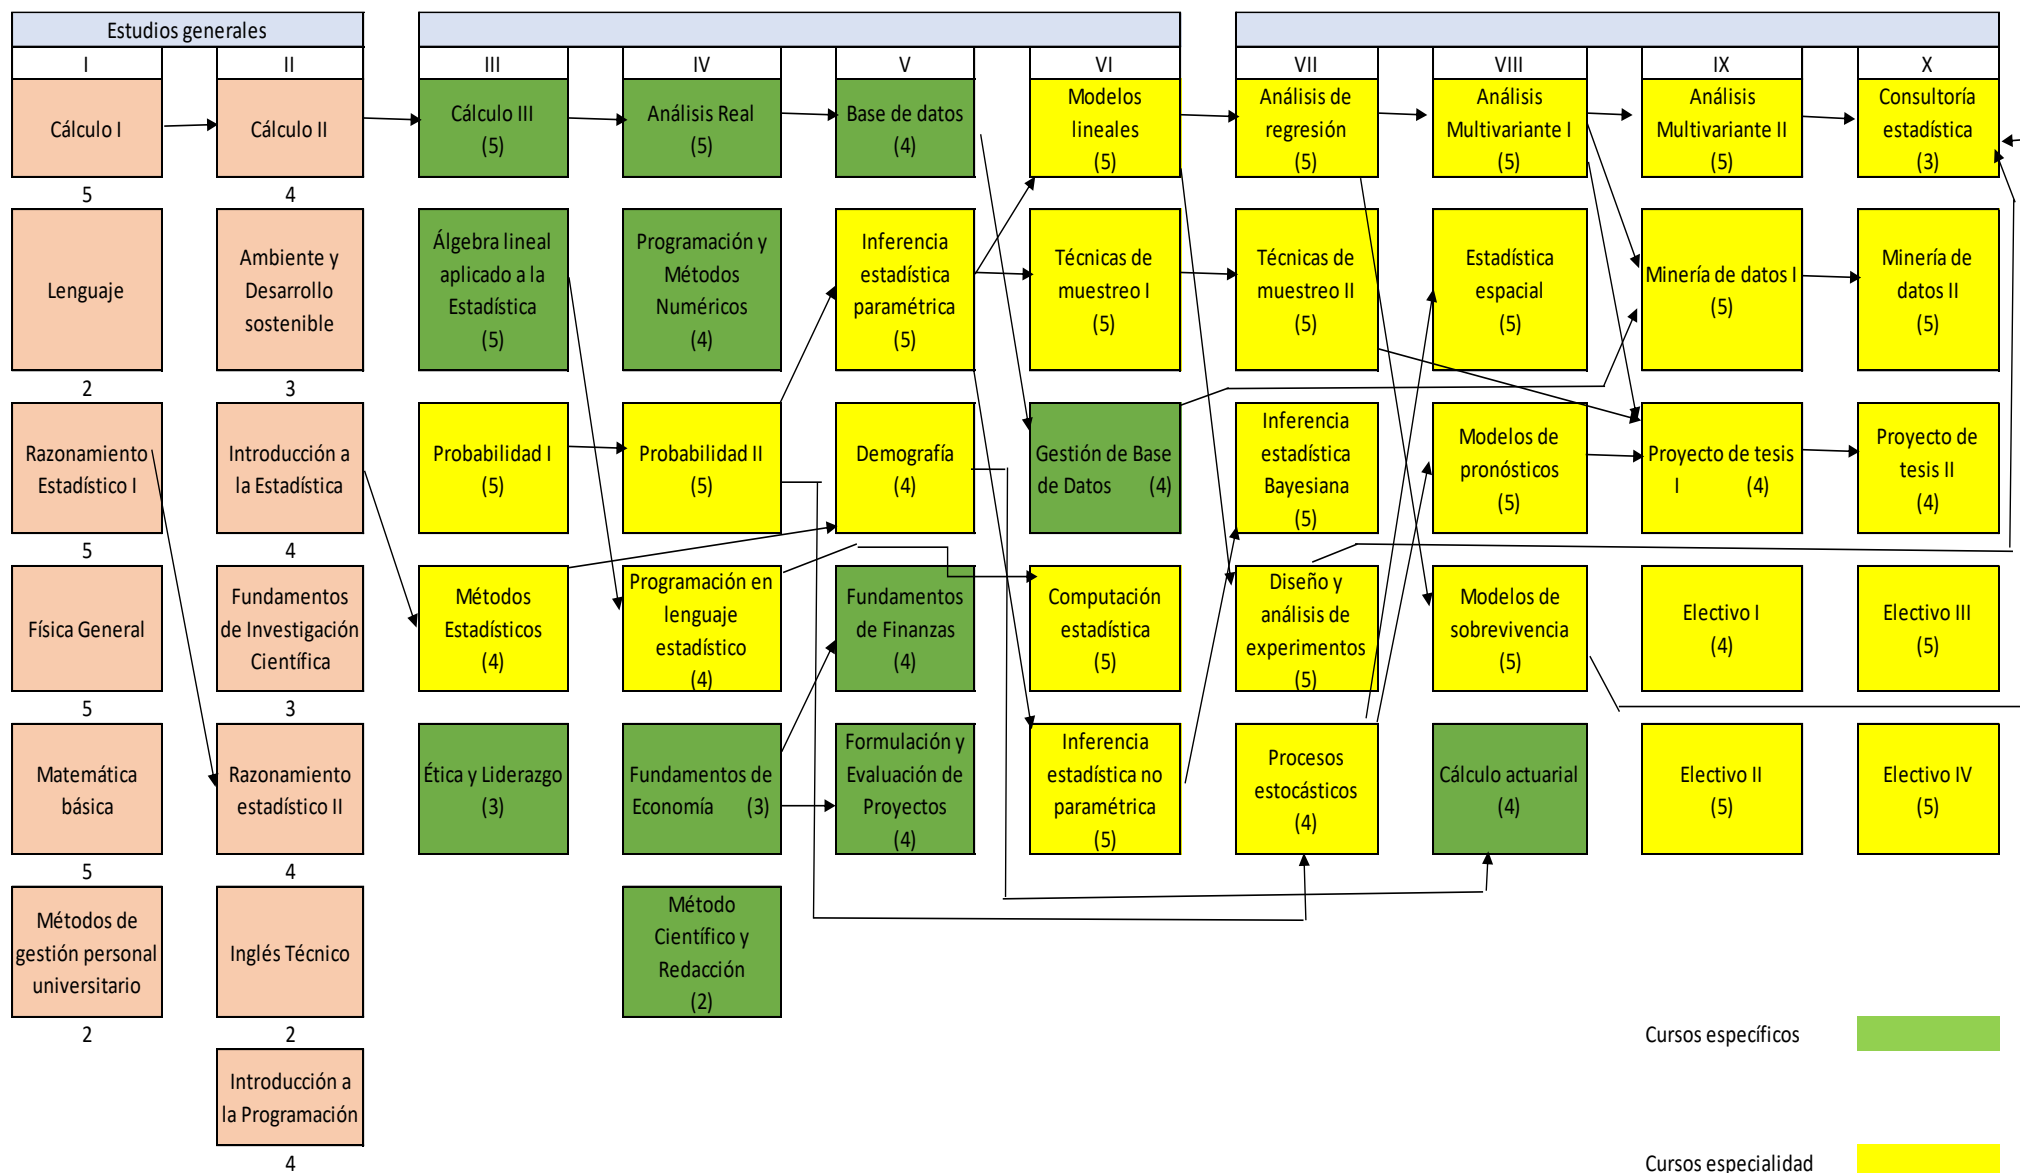 Estudios generales
I
II
III
IV
V
VI
VII
VIII
IX
X
Cálculo I
5
Cálculo II
4
Cálculo III
(5)
Análisis Real
(5)
Base de datos
(4)
Modelos
lineales
(5)
Análisis de
regresión
(5)
Análisis
Multivariante I
(5)
Análisis
Multivariante II
(5)
Consultoría
estadística
(3)
Lenguaje
2
Ambiente y
Desarrollo
sostenible
3
Álgebra lineal
aplicado a la
Estadística
(5)
Programación y
Métodos
Numéricos
(4)
Inferencia
estadística
paramétrica
(5)
Técnicas de
muestreo I
(5)
Técnicas de
muestreo II
(5)
Estadística
espacial
(5)
Minería de datos I
(5)
Minería de
datos II
(5)
Razonamiento
Estadístico I
5
Introducción a
la Estadística
4
Probabilidad I
(5)
Probabilidad II
(5)
Demografía
(4)
Gestión de Base
de Datos (4)
Inferencia
estadística
Bayesiana
(5)
Modelos de
pronósticos
(5)
Proyecto de tesis
I (4)
Proyecto de
tesis II
(4)
Física General
5
Fundamentos
de Investigación
Científica
3
Métodos
Estadísticos
(4)
Programación en
lenguaje
estadístico
(4)
Fundamentos
de Finanzas
(4)
Computación
estadística
(5)
Diseño y
análisis de
experimentos
(5)
Modelos de
sobrevivencia
(5)
Electivo I
(4)
Electivo III
(5)
Matemática
básica
5
Razonamiento
estadístico II
4
Ética y Liderazgo
(3)
Fundamentos de
Economía (3)
Formulación y
Evaluación de
Proyectos
(4)
Inferencia
estadística no
paramétrica
(5)
Procesos
estocásticos
(4)
Cálculo actuarial
(4)
Electivo II
(5)
Electivo IV
(5)
Métodos de
gestión personal
universitario
2
Inglés Técnico
2
Método
Científico y
Redacción
(2)
Introducción a
la Programación
4
Cursos específicos
Cursos especialidad